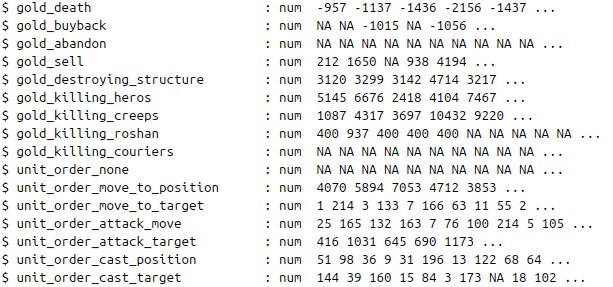 $ gold_death : num -957 -1137 -1436 -2156 -1437 ...
$ gold_buyback : num NA NA -1015 NA -1056 ...
$ gold_abandon : num NA NA NA NA NA NA NA NA NA NA ...
$ gold_sell : num 212 1650 NA 938 4194 ...
$ gold_destroying_structure : num 3120 3299 3142 4714 3217 ...
$ gold_killing_heros : num 5145 6676 2418 4104 7467 ...
$ gold_killing_creeps : num 1087 4317 3697 10432 9220 ...
$ gold_killing_roshan : num 400 937 400 400 400 NA NA NA NA NA ...
$ gold_killing_couriers : num NA NA NA NA NA NA NA NA NA NA ...
$ unit_order_none : num NA NA NA NA NA NA NA NA NA NA ...
$ unit_order_move_to_position : num 4070 5894 7053 4712 3853 ...
$ unit_order_move_to_target : num 1 214 3 133 7 166 63 11 55 2 ...
$ unit_order_attack_move : num 25 165 132 163 7 76 100 214 5 105 ...
$ unit_order_attack_target : num 416 1031 645 690 1173 ...
$ unit_order_cast_position : num 51 98 36 9 31 196 13 122 68 64 ...
$ unit_order_cast_target : num 144 39 160 15 84 3 173 NA 18 102 ...